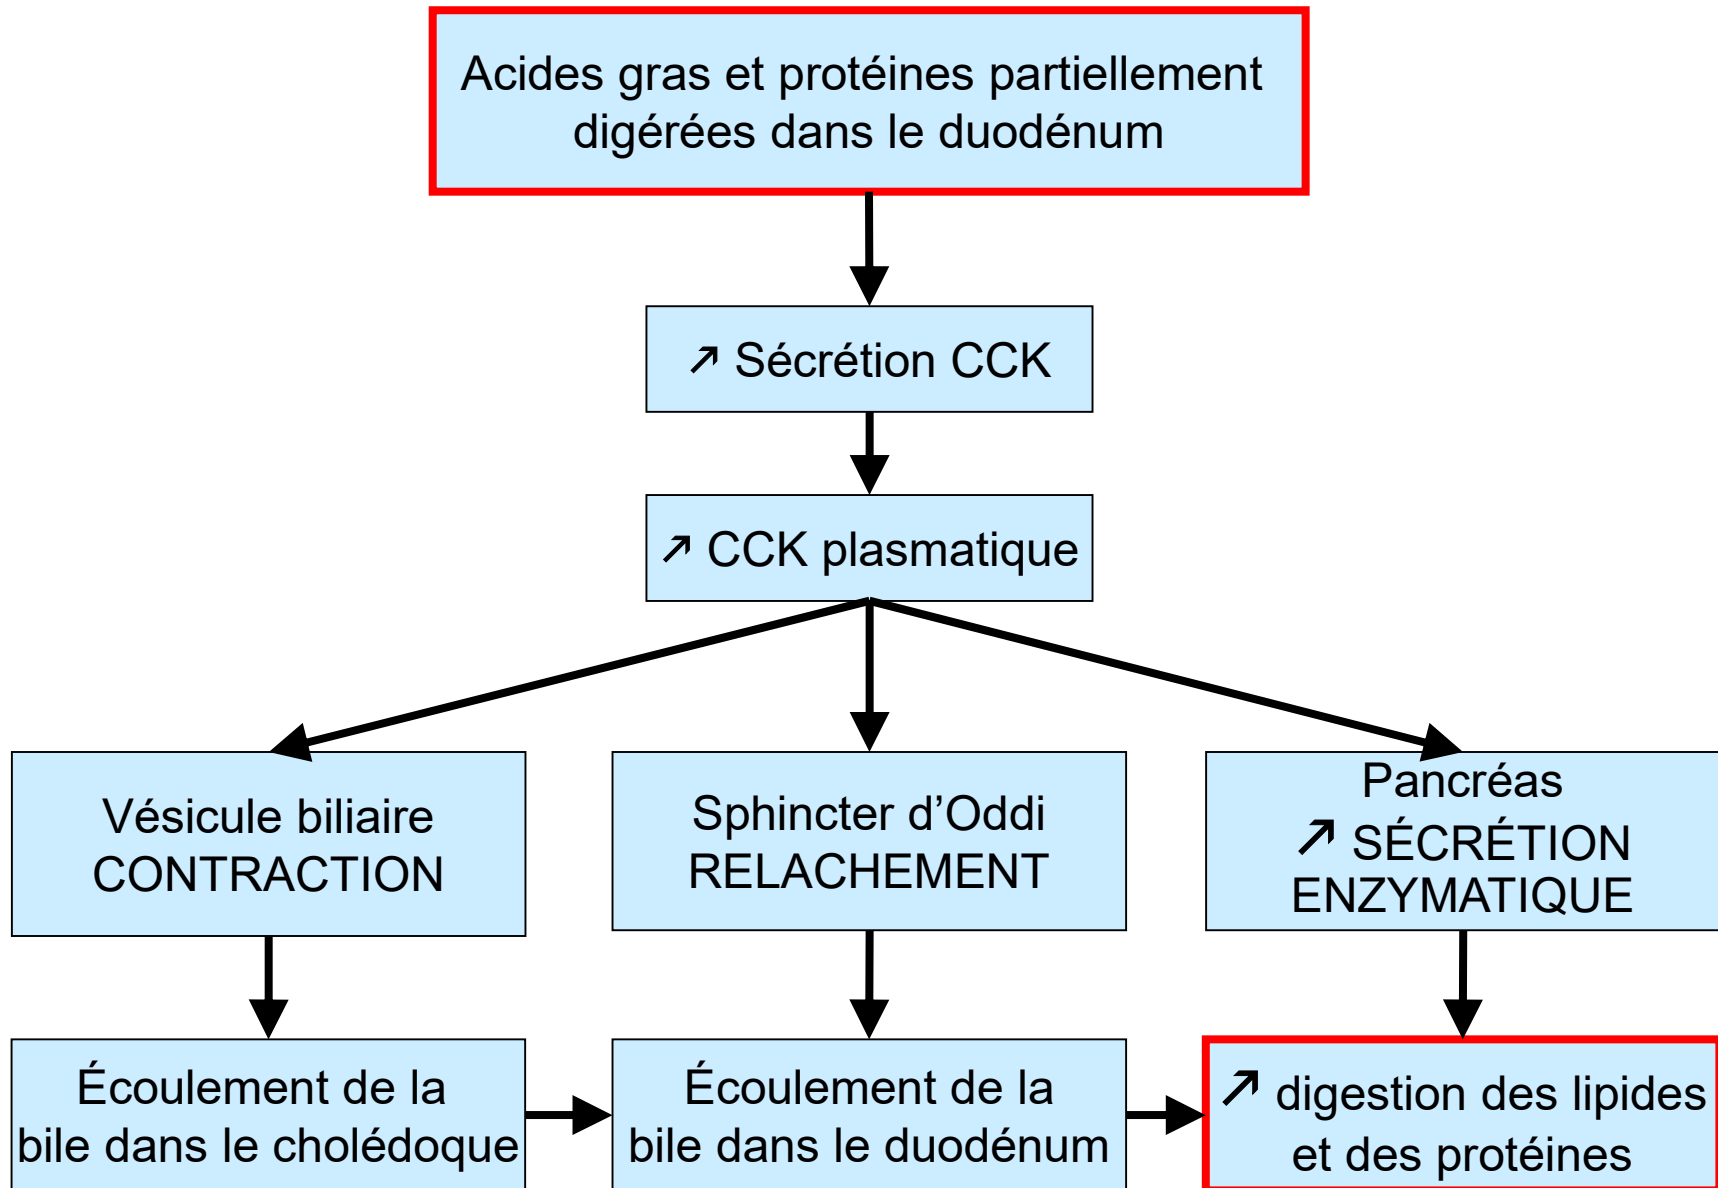 Acides gras et protéines partiellement
digérées dans le duodénum
↗ Sécrétion CCK
↗ CCK plasmatique
Vésicule biliaire
CONTRACTION
Sphincter d’Oddi
RELACHEMENT
Pancréas
↗ SÉCRÉTION
ENZYMATIQUE
Écoulement de la
bile dans le cholédoque
Écoulement de la
bile dans le duodénum
↗ digestion des lipides
et des protéines